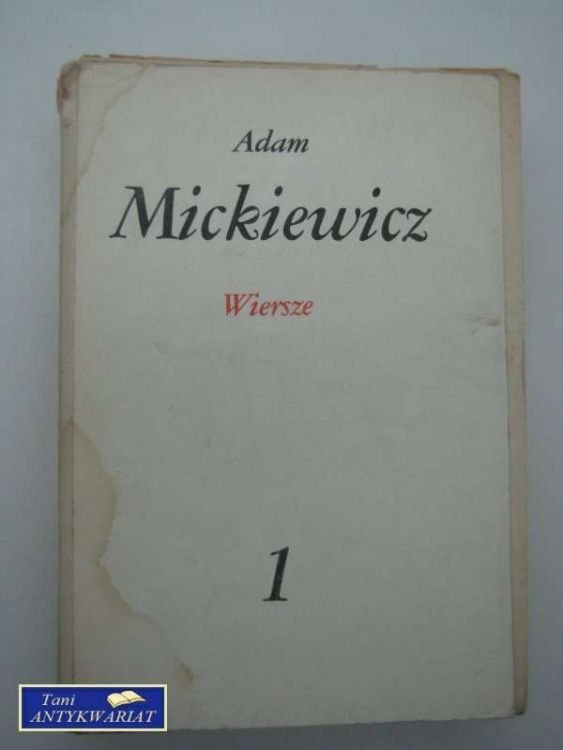 Adam
Mickiewicz
Wiersze
1
Tani
ANTYKWARIAT